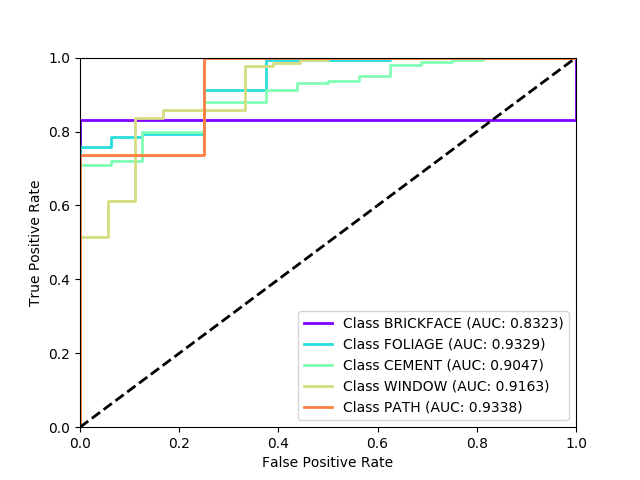 1.0
0.8
0.6
0.4
0.2
0.0
True Positive Rate
Class BRICKFACE (AUC: 0.8323)
Class FOLIAGE (AUC: 0.9329)
Class CEMENT (AUC: 0.9047)
Class WINDOW (AUC: 0.9163)
Class PATH (AUC: 0.9338)
0.0 0.2 0.4 0.6 0.8 1.0
False Positive Rate